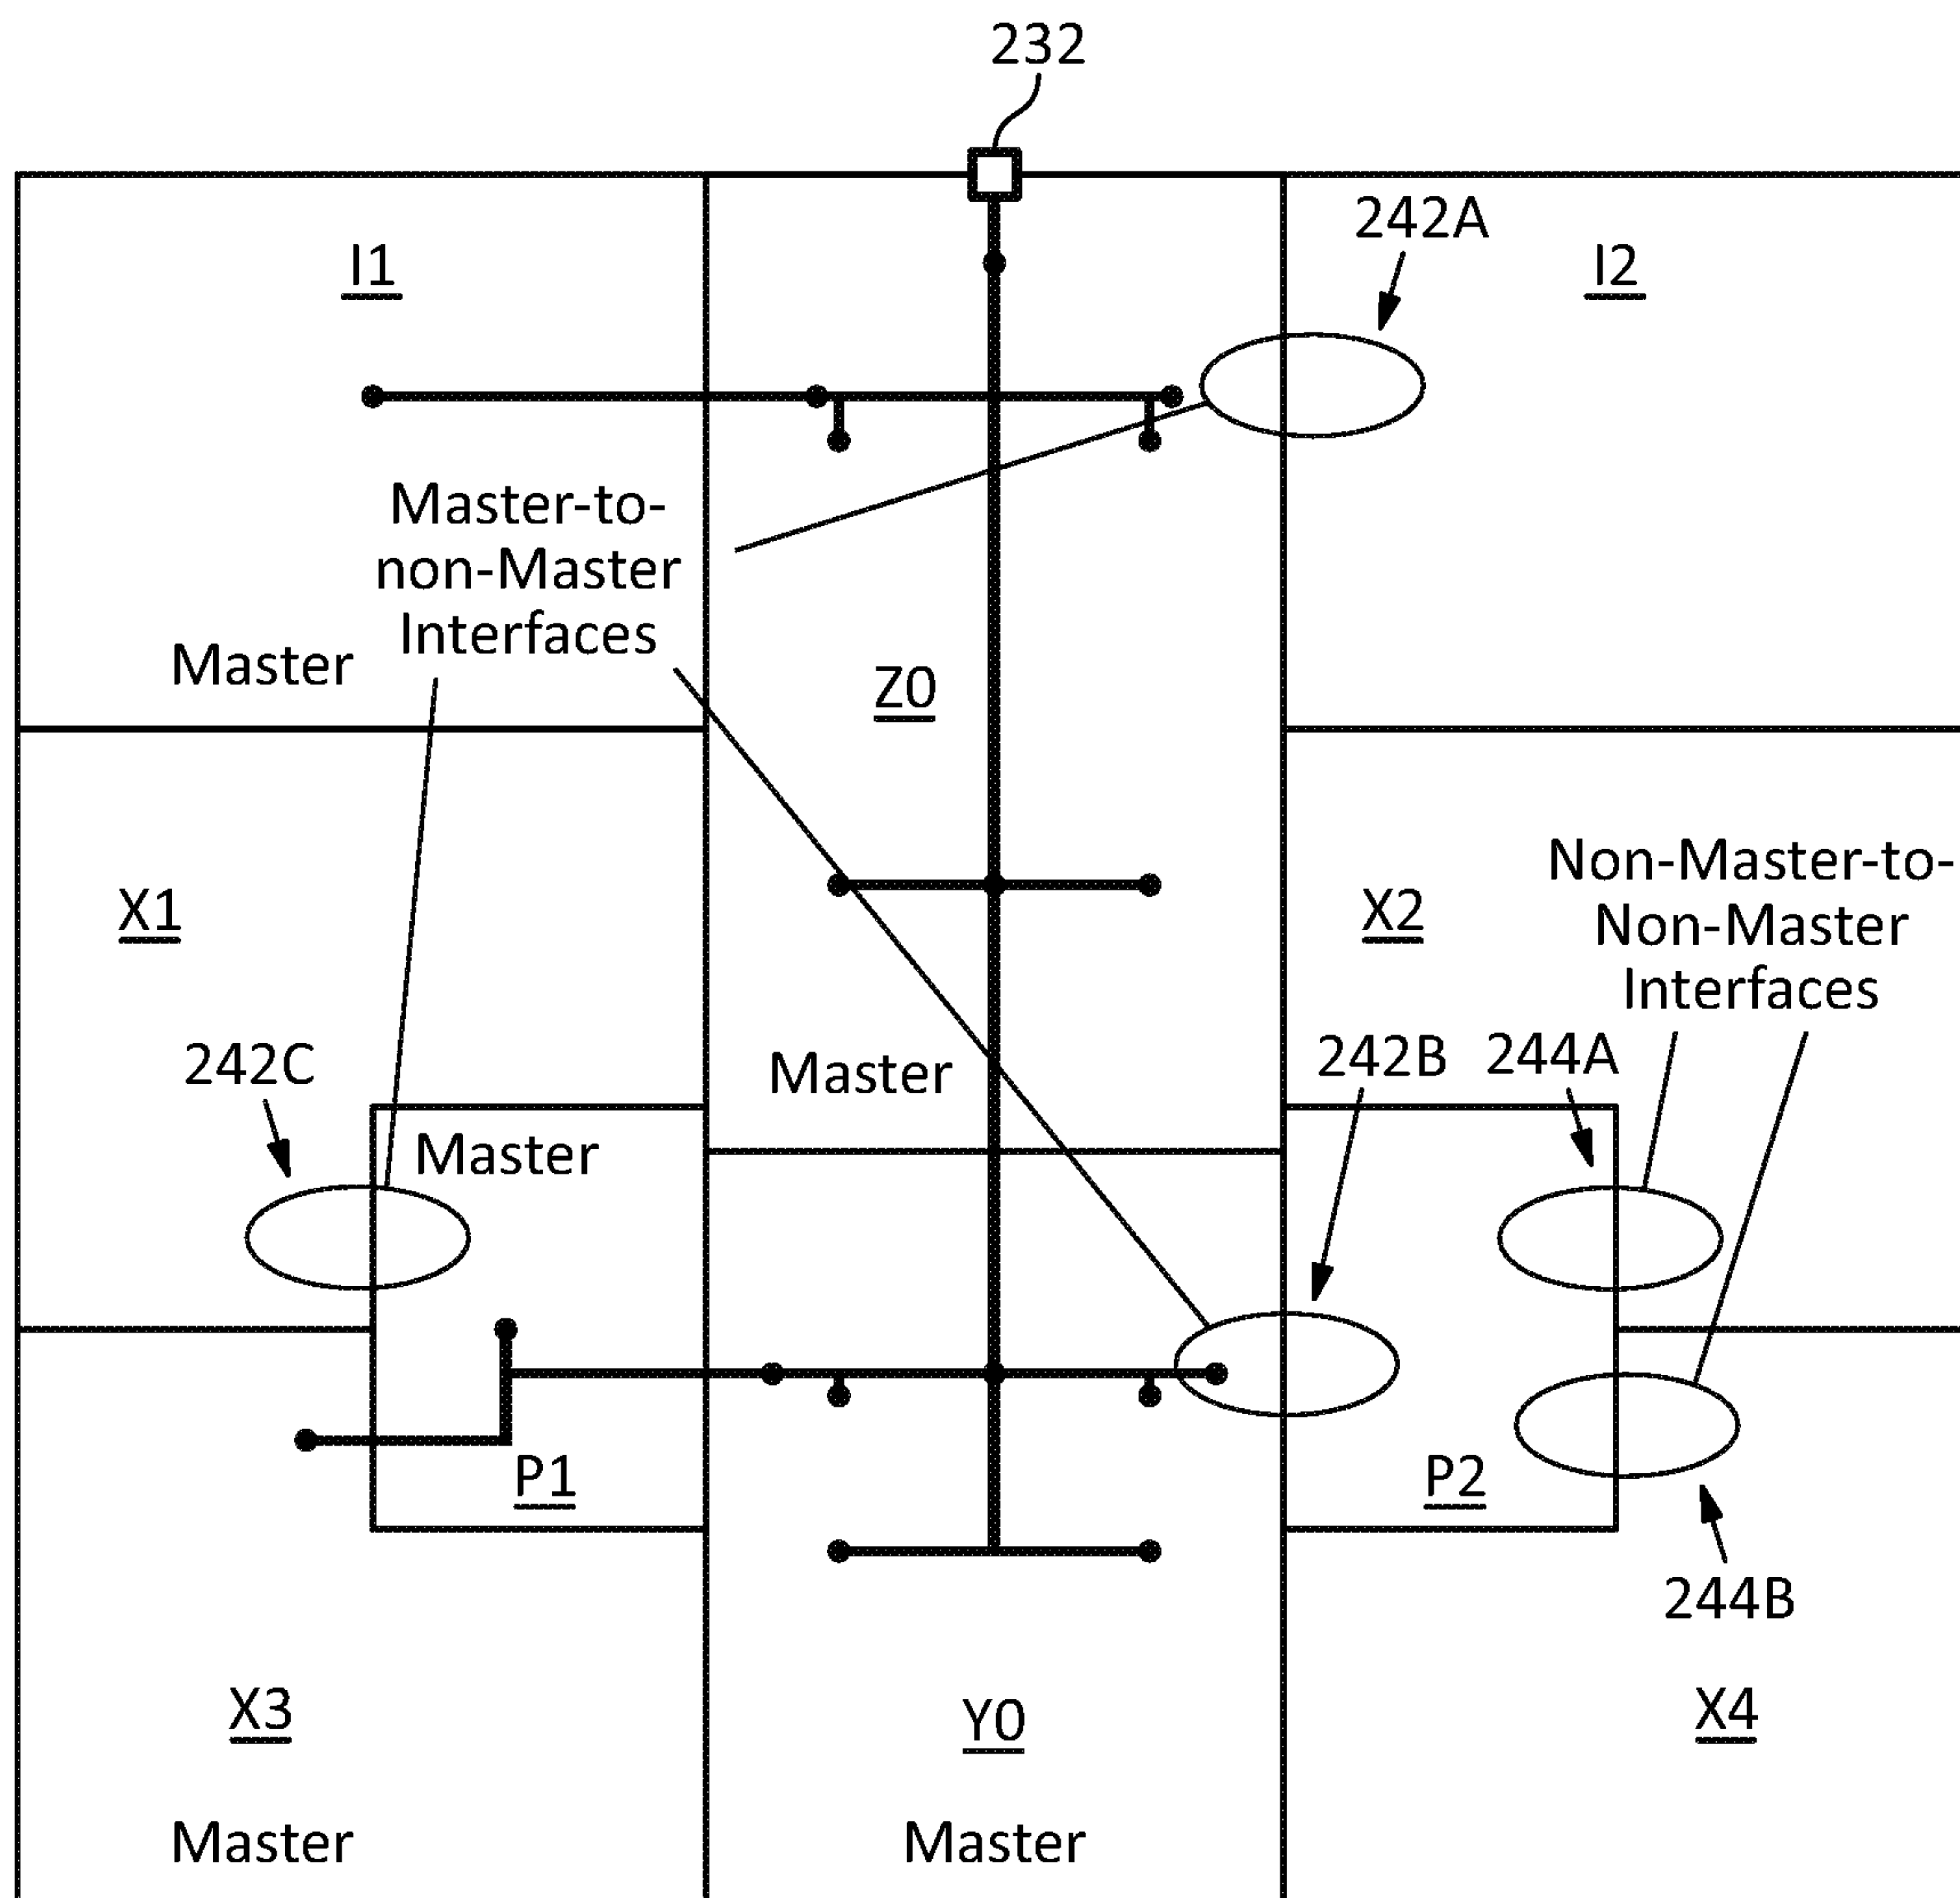 232
242A
I1
I2
Master-to-
non-Master
Interfaces
Master
Z0
Non-Master-to-
Non-Master
Interfaces
X1
X2
242C
Master
242B
244A
Master
P1
P2
244B
X3
Y0
X4
Master
Master